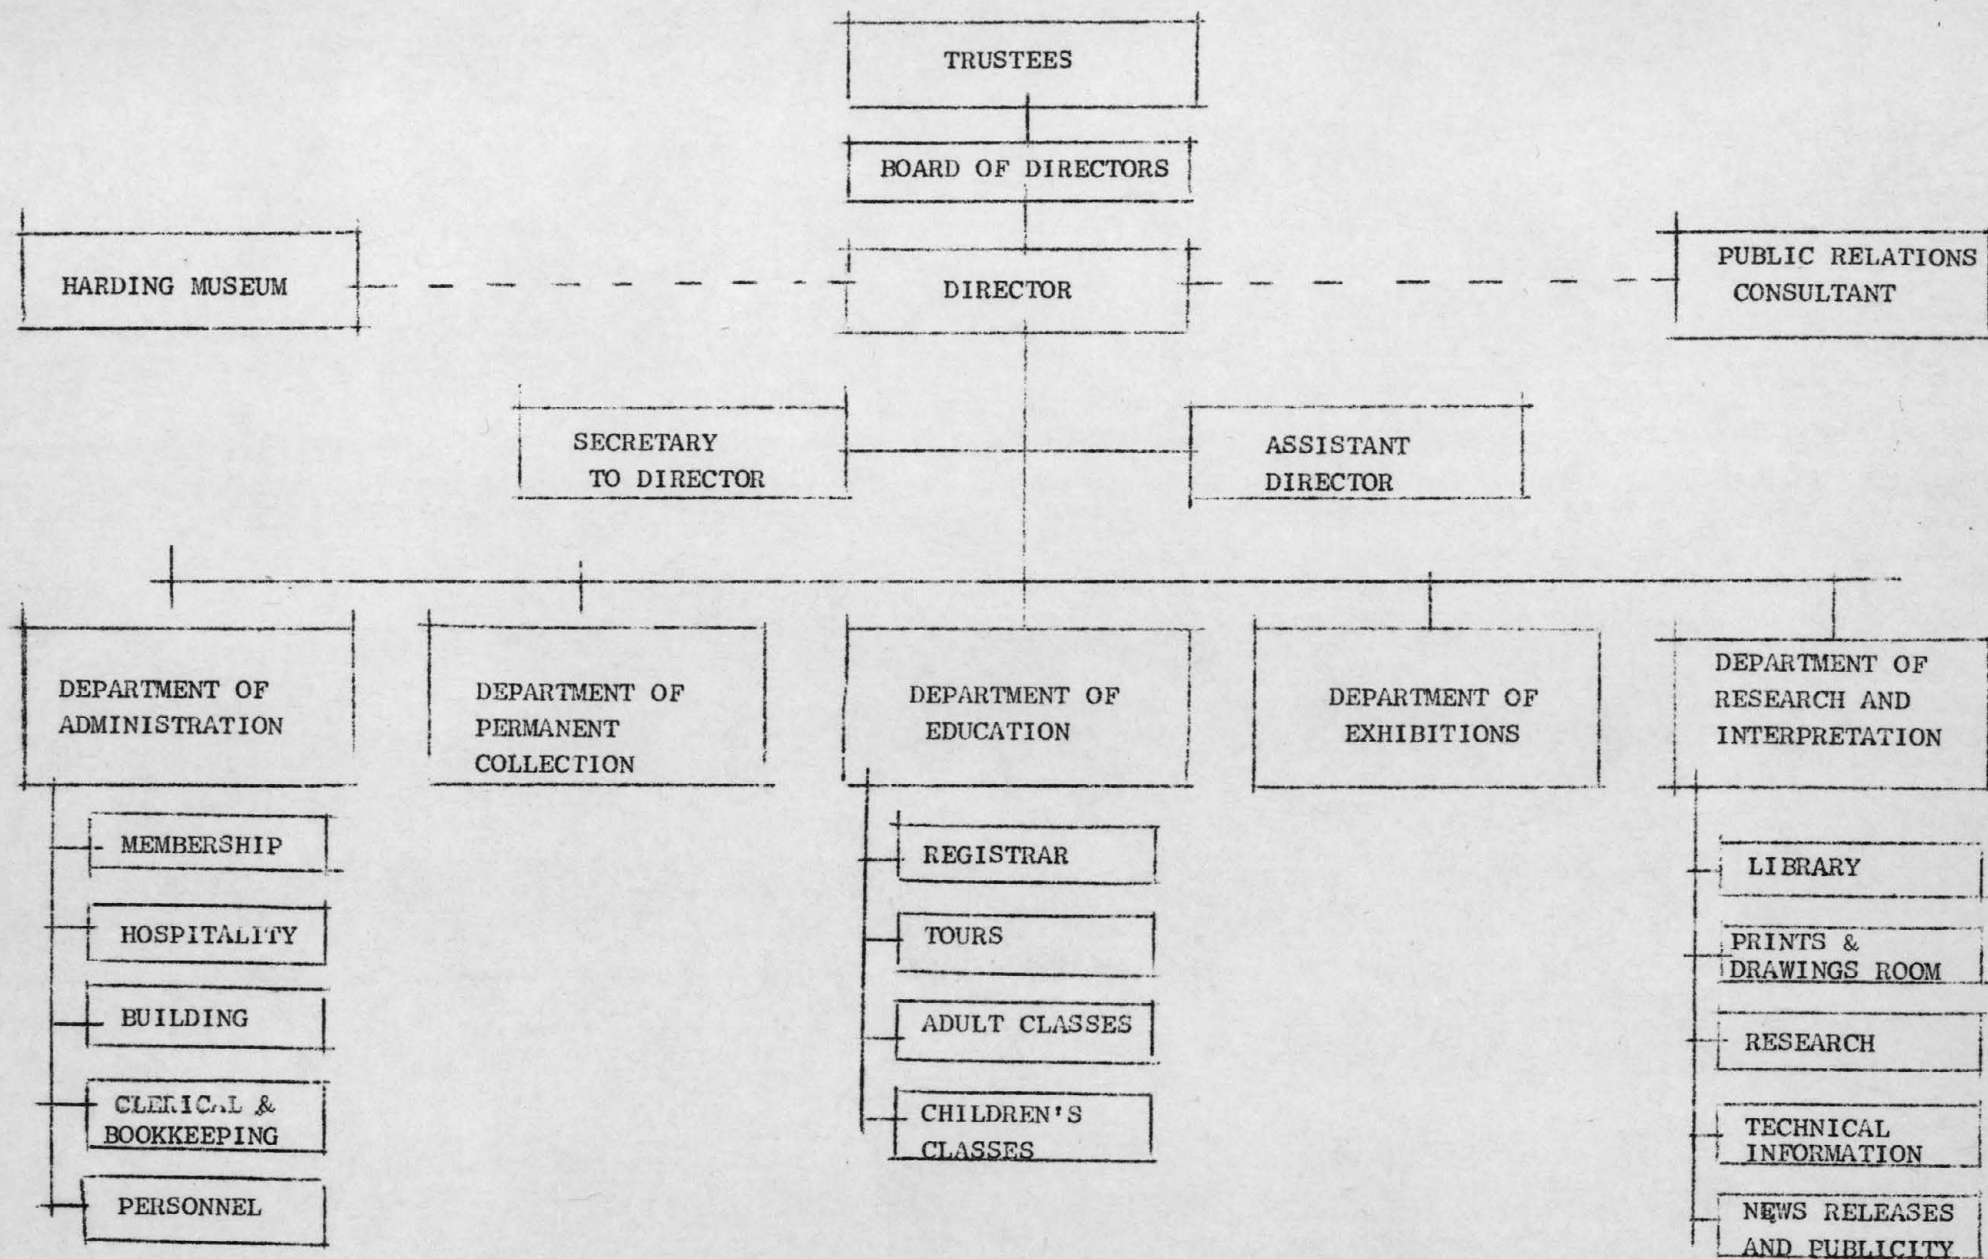 TRUSTEES
BOARD OF DIRECTORS
HARDING MUSEUM
DIRECTOR
PUBLIC RELATIONS
CONSULTANT
SECRETARY
TO DIRECTOR
ASSISTANT
DIRECTOR
DEPARTMENT OF
ADMINISTRATION
MEMBERSHIP
HOSPITALITY
BUILDING
CLERICAL &
BOOKKEEPING
PERSONNEL
DEPARTMENT OF
PERMANENT
COLLECTION
DEPARTMENT OF
EDUCATION
REGISTRAR
TOURS
ADULT CLASSES
CHILDREN'S
CLASSES
DEPARTMENT OF
EXHIBITIONS
DEPARTMENT OF
RESEARCH AND
INTERPRETATION
LIBRARY
PRINTS &
DRAWINGS ROOM
RESEARCH
TECHNICAL
INFORMATION
NEWS RELEASES
AND PUBLICITY